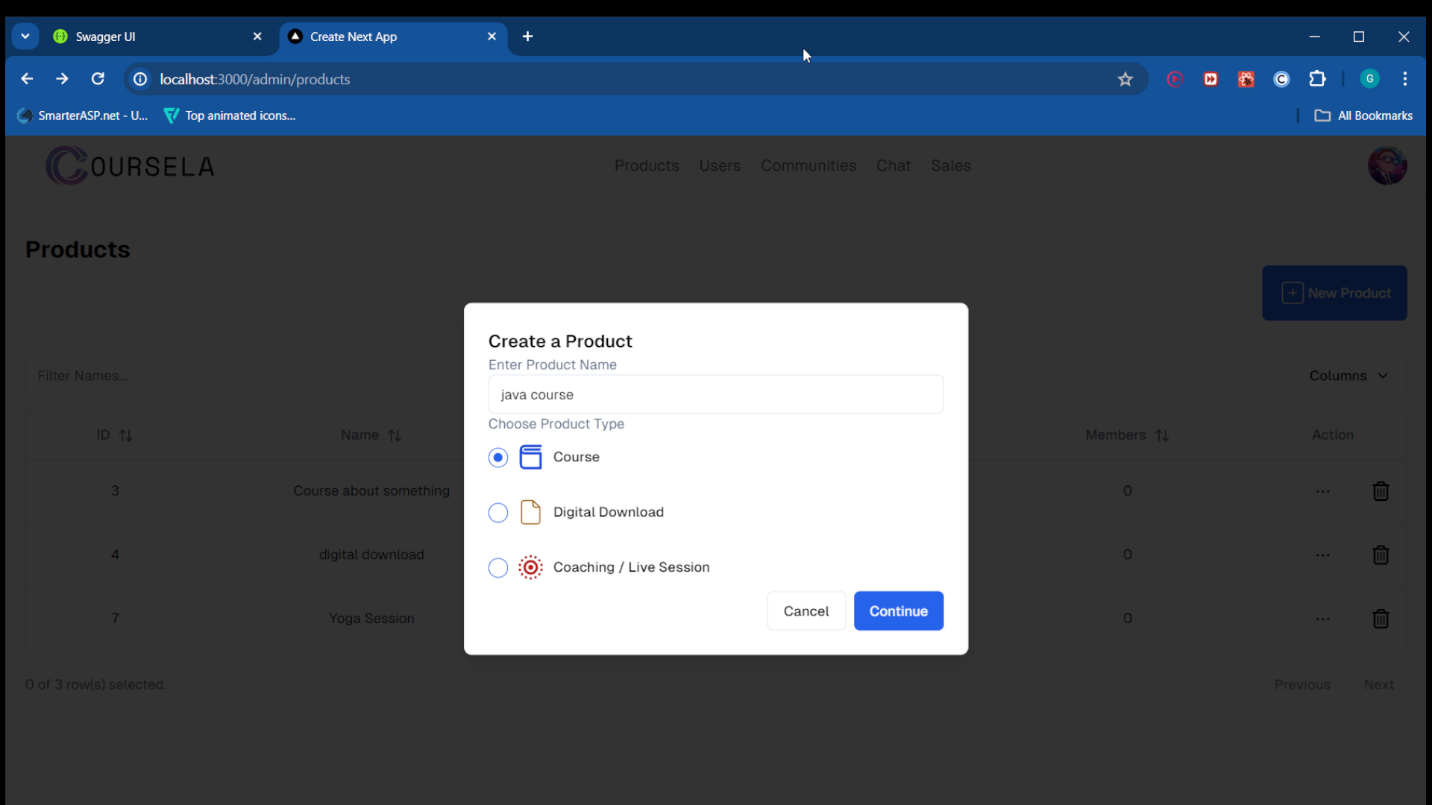 Swagger UI
Create Next App
localhost:3000/admin/products
G
SmarterASP.net - U...
Top animated icons...
All Bookmarks
COURSELA
Products Users Communities Chat Sales
Products
New Product
Filter Names...
Columns
ID Name Members Action
3 Course about something 0 ...
4 digital download 0 ...
7 Yoga Session 0 ...
0 of 3 row(s) selected.
Previous Next
Create a Product
Enter Product Name
java course
Choose Product Type
Course
Digital Download
Coaching / Live Session
Cancel Continue